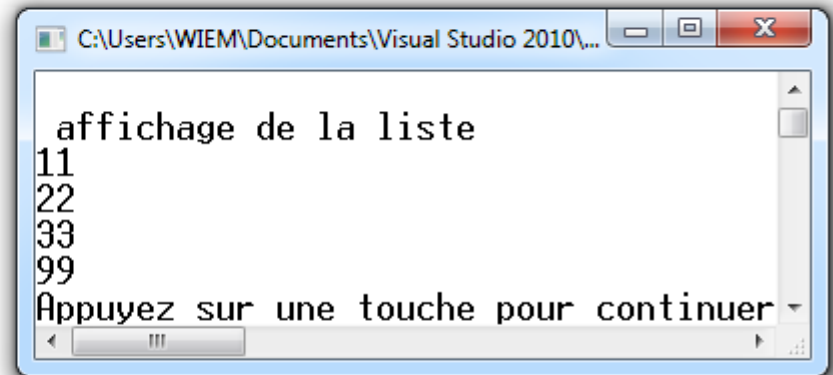 C:\Users\WIEM\Documents\Visual Studio 2010\...
affichage de la liste
11
22
33
99
Appuyez sur une touche pour continuer